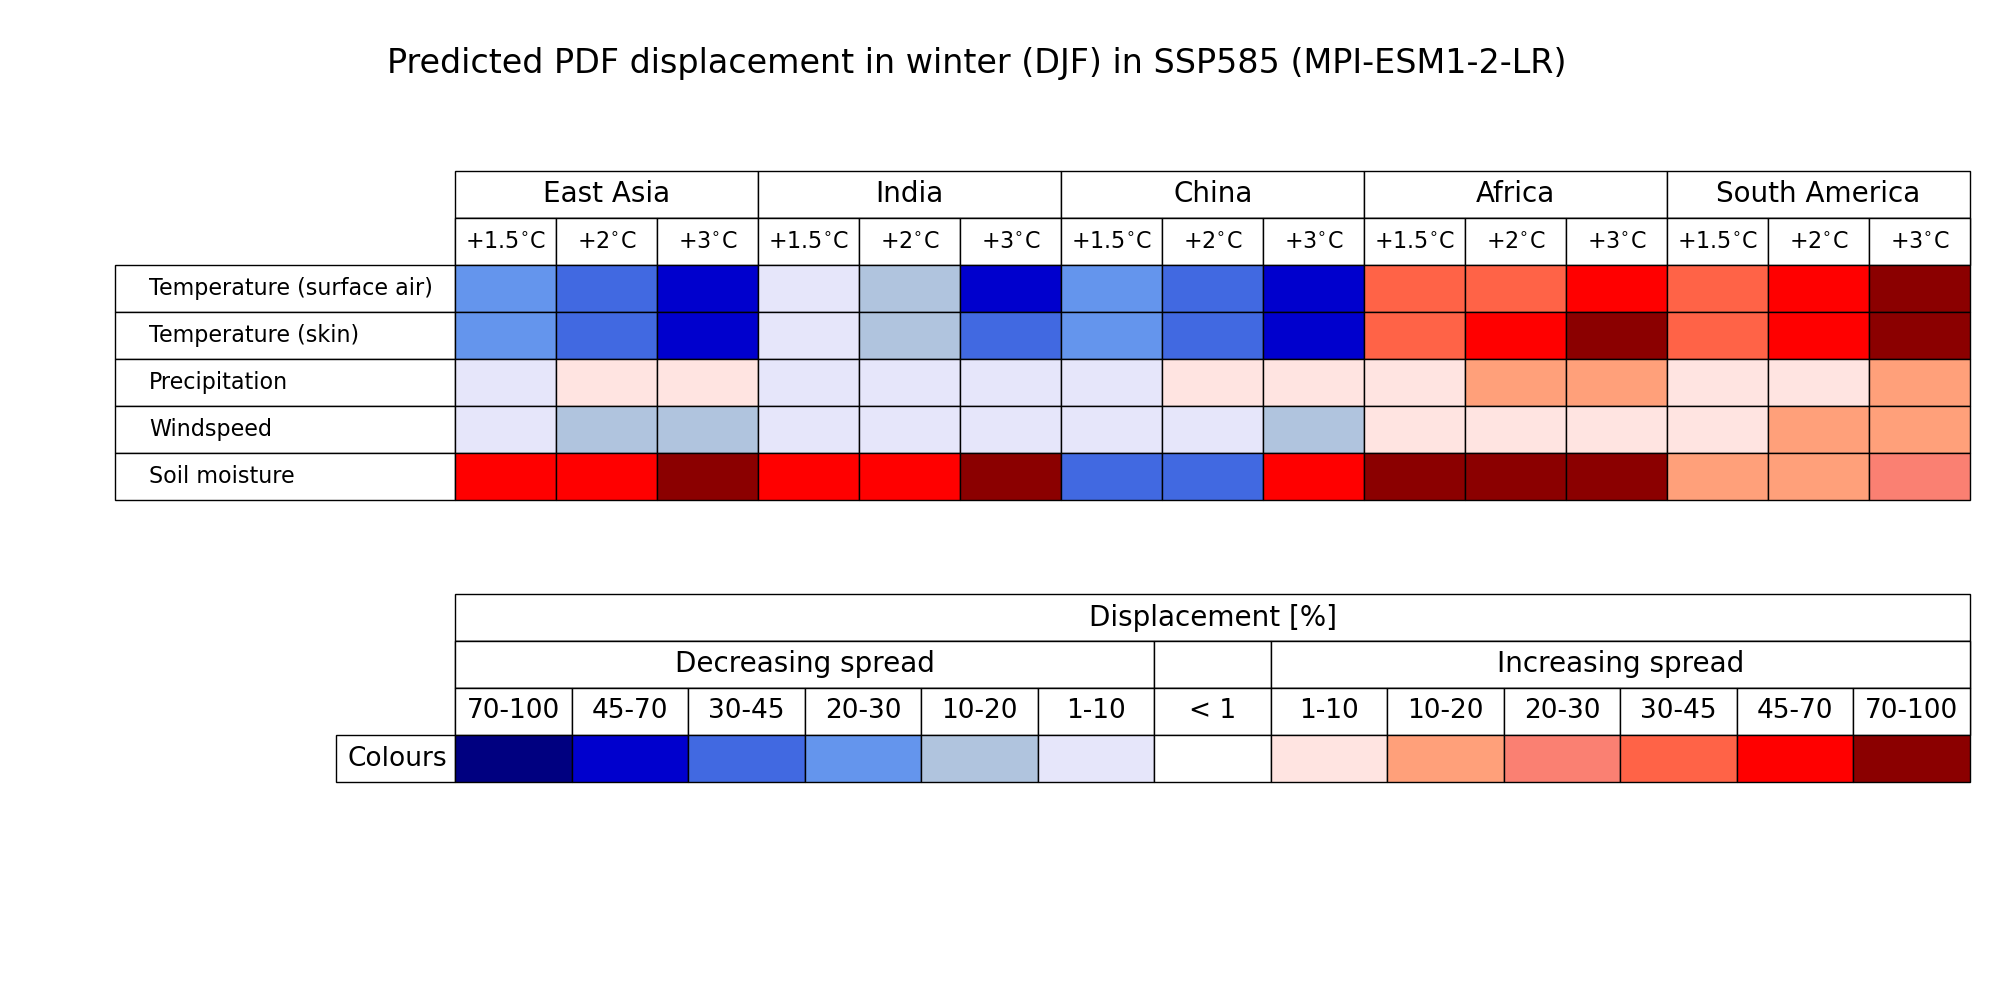 Predicted PDF displacement in winter (DJF) in SSP585 (MPI-ESM1-2-LR)
East Asia India China Africa South America
+1.5°C +2°C +3°C +1.5°C +2°C +3°C +1.5°C +2°C +3°C +1.5°C +2°C +3°C +1.5°C +2°C +3°C
Temperature (surface air)
Temperature (skin)
Precipitation
Windspeed
Soil moisture
Displacement [%]
Decreasing spread Increasing spread
70-100 45-70 30-45 20-30 10-20 1-10 < 1 1-10 10-20 20-30 30-45 45-70 70-100
Colours